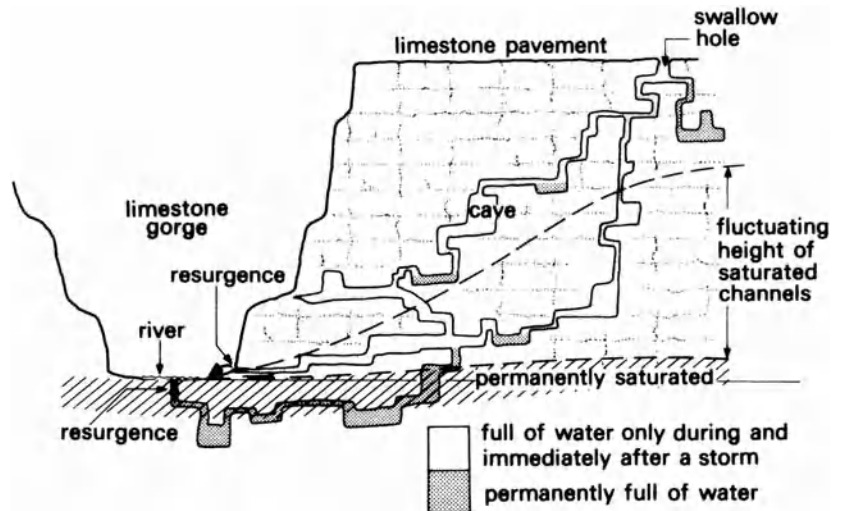 swallow
hole
limestone pavement
limestone
gorge
cave
fluctuating
height of
saturated
channels
resurgence
river
permanently saturated
resurgence
full of water only during and
immediately after a storm
permanently full of water